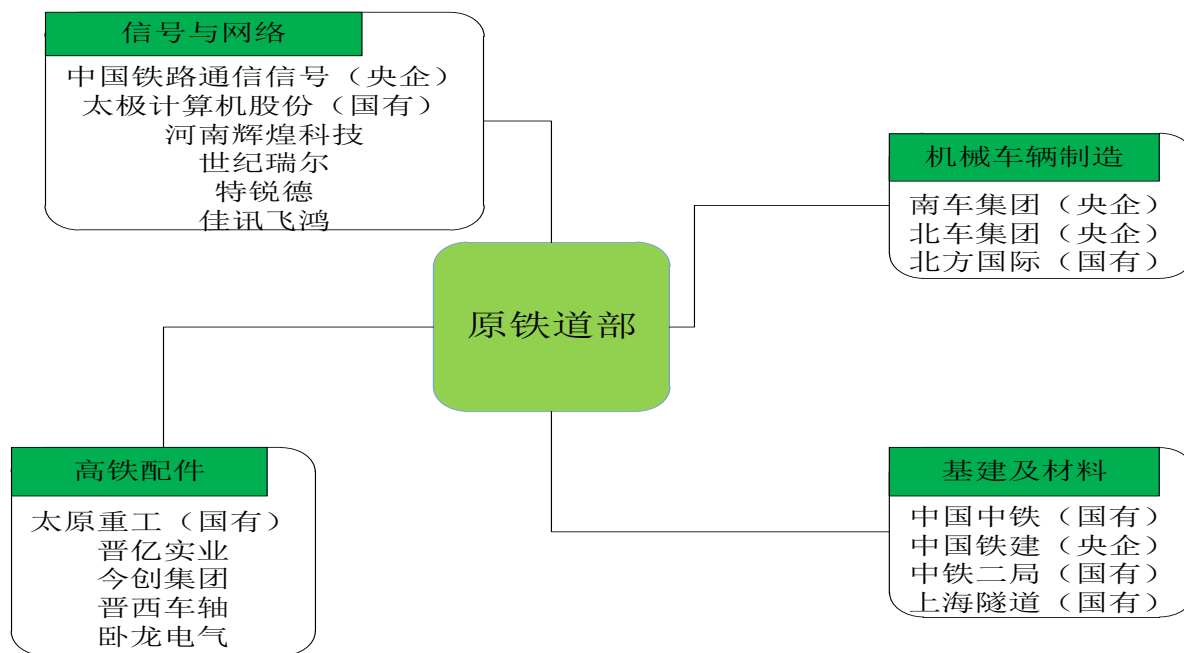 信号与网络
中国铁路通信信号（央企）
太极计算机股份（国有）
河南辉煌科技
世纪瑞尔
特锐德
佳讯飞鸿
机械车辆制造
南车集团（央企）
北车集团（央企）
北方国际（国有）
原铁道部
高铁配件
太原重工（国有）
晋亿实业
今创集团
晋西车轴
卧龙电气
基建及材料
中国中铁（国有）
中国铁建（央企）
中铁二局（国有）
上海隧道（国有）